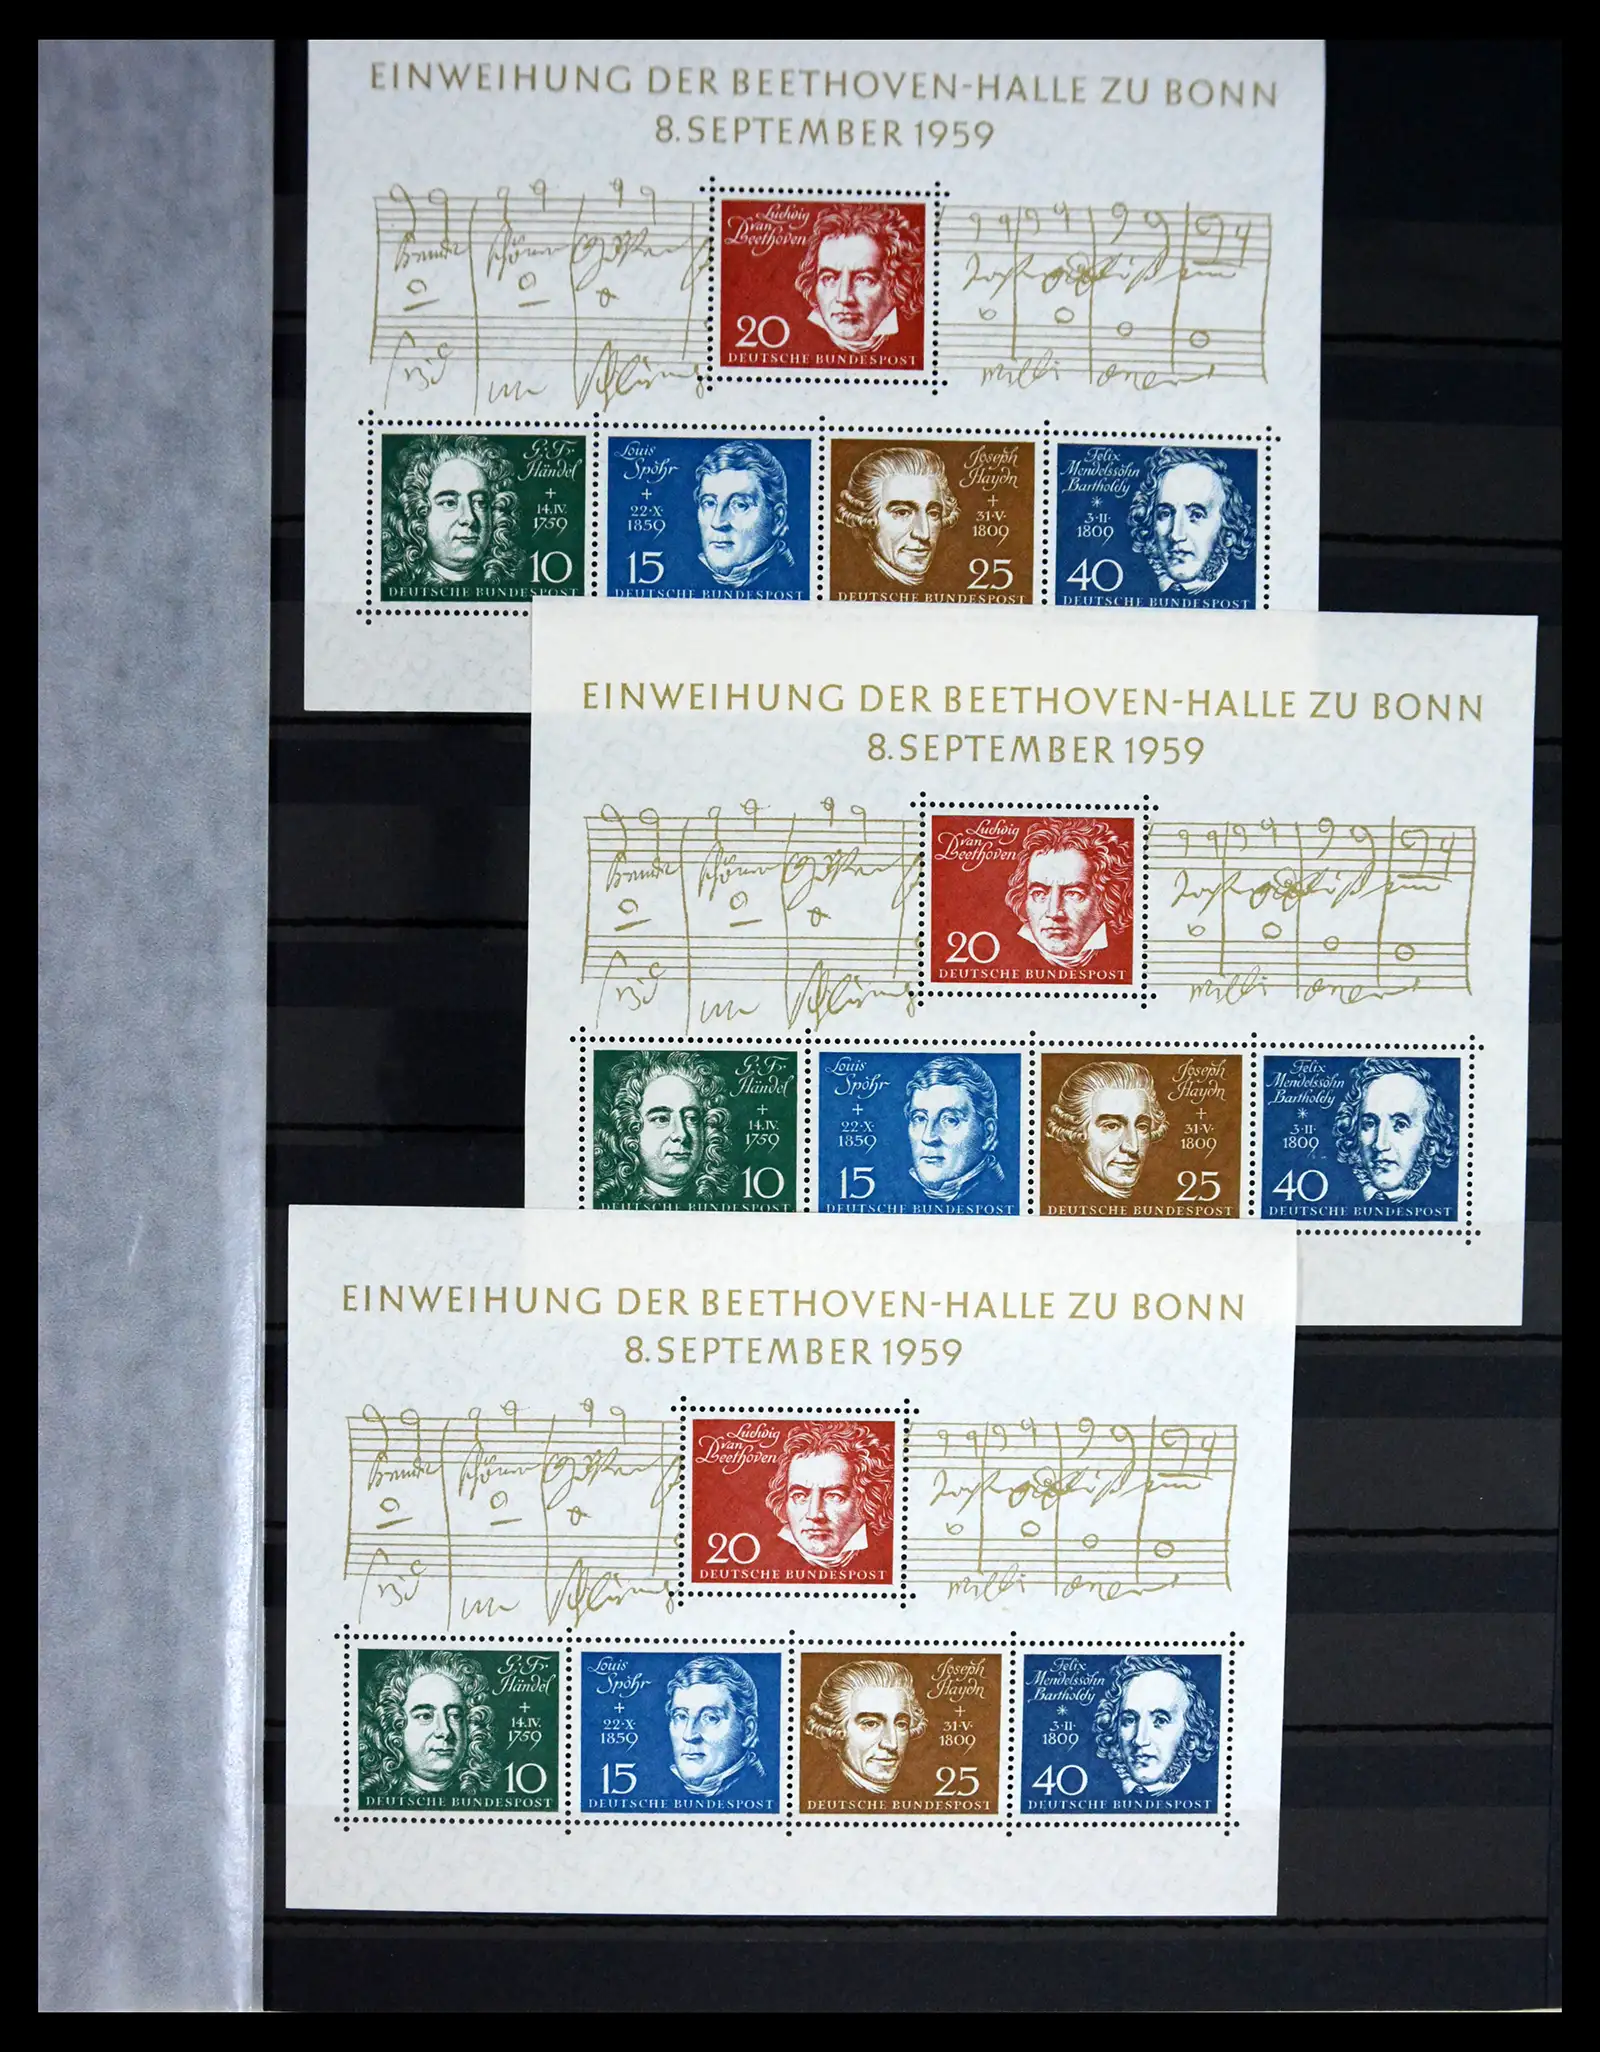 EINWEIHUNG DER BEETHOVEN-HALLE ZU BONN
8. SEPTEMBER 1959
Ludwig
van
Beethoven
20
DEUTSCHE BUNDESPOST
G. Fr.
Händel
+
14.IV.
1759
10
DEUTSCHE BUNDESPOST
Louis
Spohr
+
22·X·
1859
15
DEUTSCHE BUNDESPOST
Joseph
Haydn
+
31·V·
1809
25
DEUTSCHE BUNDESPOST
Felix
Mendelssohn
Bartholdy
*
3·II·
1809
40
DEUTSCHE BUNDESPOST
EINWEIHUNG DER BEETHOVEN-HALLE ZU BONN
8. SEPTEMBER 1959
Ludwig
van
Beethoven
20
DEUTSCHE BUNDESPOST
G. Fr.
Händel
+
14.IV.
1759
10
DEUTSCHE BUNDESPOST
Louis
Spohr
+
22·X·
1859
15
DEUTSCHE BUNDESPOST
Joseph
Haydn
+
31·V·
1809
25
DEUTSCHE BUNDESPOST
Felix
Mendelssohn
Bartholdy
*
3·II·
1809
40
DEUTSCHE BUNDESPOST
EINWEIHUNG DER BEETHOVEN-HALLE ZU BONN
8. SEPTEMBER 1959
Ludwig
van
Beethoven
20
DEUTSCHE BUNDESPOST
G. Fr.
Händel
+
14.IV.
1759
10
DEUTSCHE BUNDESPOST
Louis
Spohr
+
22·X·
1859
15
DEUTSCHE BUNDESPOST
Joseph
Haydn
+
31·V·
1809
25
DEUTSCHE BUNDESPOST
Felix
Mendelssohn
Bartholdy
*
3·II·
1809
40
DEUTSCHE BUNDESPOST